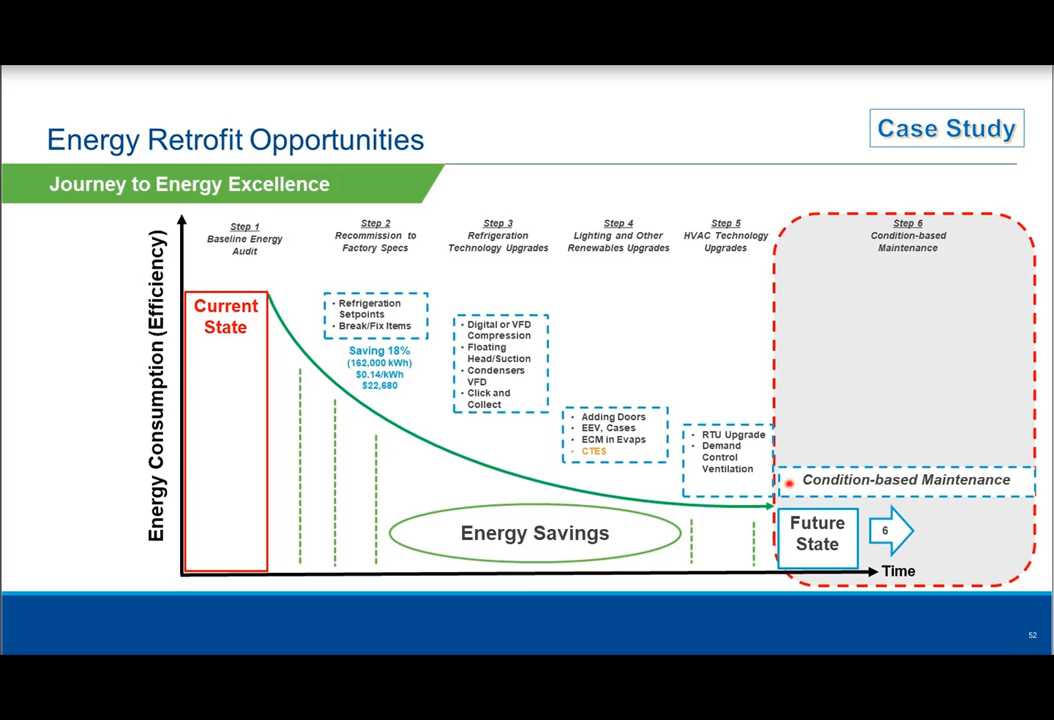 Energy Retrofit Opportunities
Case Study
Journey to Energy Excellence
Step 1
Baseline Energy
Audit
Step 2
Recommission to
Factory Specs
Step 3
Refrigeration
Technology Upgrades
Step 4
Lighting and Other
Renewables Upgrades
Step 5
HVAC Technology
Upgrades
Step 6
Condition-based
Maintenance
Energy Consumption (Efficiency)
Current
State
• Refrigeration
Setpoints
• Break/Fix Items
Saving 18%
(162,000 kWh)
$0.14/kWh
$22,680
• Digital or VFD
Compression
• Floating
Head/Suction
• Condensers
VFD
• Click and
Collect
• Adding Doors
• EEV, Cases
• ECM in Evaps
• CTES
• RTU Upgrade
• Demand
Control
Ventilation
Condition-based Maintenance
Energy Savings
Future
State
6
Time
52